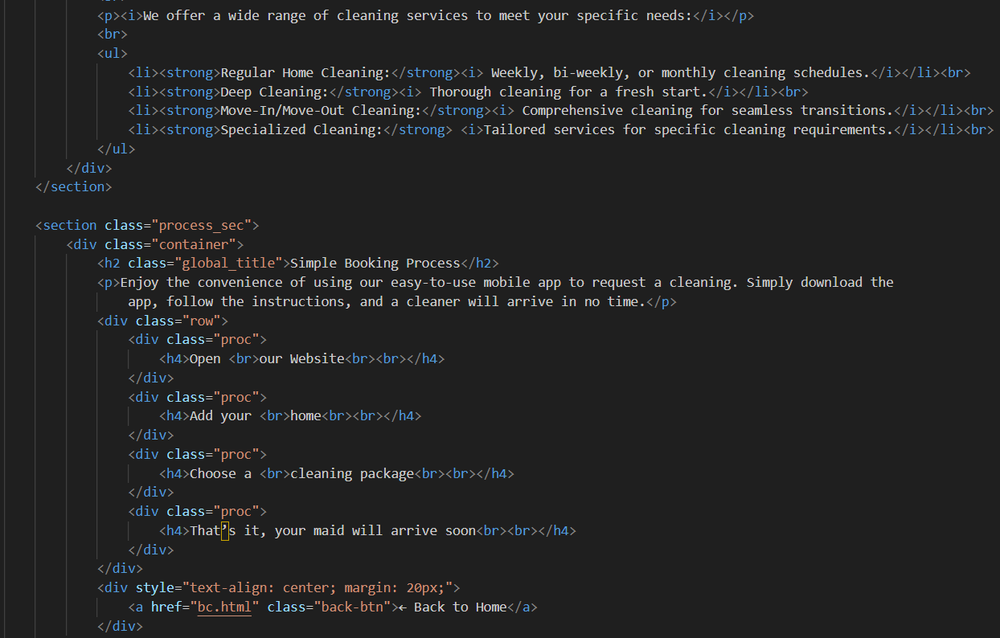 <p><i>We offer a wide range of cleaning services to meet your specific needs:</i></p>
<br>
<ul>
<li><strong>Regular Home Cleaning:</strong><i> Weekly, bi-weekly, or monthly cleaning schedules.</i></li><br>
<li><strong>Deep Cleaning:</strong><i> Thorough cleaning for a fresh start.</i></li><br>
<li><strong>Move-In/Move-Out Cleaning:</strong><i> Comprehensive cleaning for seamless transitions.</i></li><br>
<li><strong>Specialized Cleaning:</strong> <i>Tailored services for specific cleaning requirements.</i></li><br>
</ul>
</div>
</section>
<section class="process_sec">
<div class="container">
<h2 class="global_title">Simple Booking Process</h2>
<p>Enjoy the convenience of using our easy-to-use mobile app to request a cleaning. Simply download the
app, follow the instructions, and a cleaner will arrive in no time.</p>
<div class="row">
<div class="proc">
<h4>Open <br>our Website<br><br></h4>
</div>
<div class="proc">
<h4>Add your <br>home<br><br></h4>
</div>
<div class="proc">
<h4>Choose a <br>cleaning package<br><br></h4>
</div>
<div class="proc">
<h4>That’s it, your maid will arrive soon<br><br></h4>
</div>
</div>
<div style="text-align: center; margin: 20px;">
<a href="bc.html" class="back-btn">← Back to Home</a>
</div>